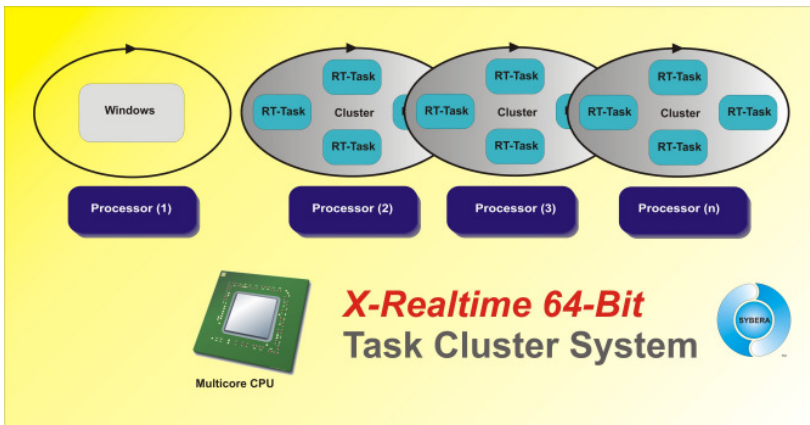 Windows
RT-Task
RT-Task
Cluster
RT-Task
RT-Task
RT-Task
Cluster
RT-Task
RT-Task
RT-Task
Cluster
RT-Task
RT-Task
Processor (1)
Processor (2)
Processor (3)
Processor (n)
X-Realtime 64-Bit
Task Cluster System
SYBERA
Multicore CPU